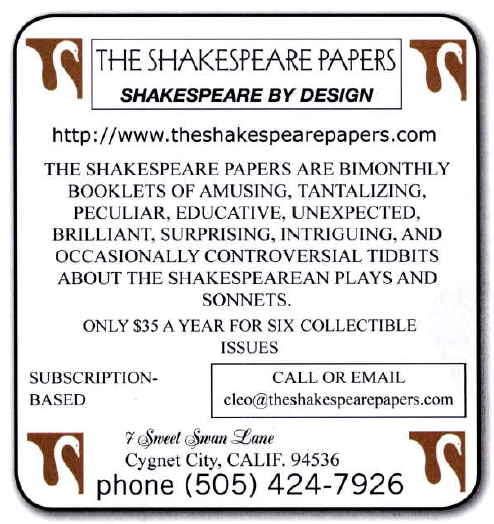 THE SHAKESPEARE PAPERS
SHAKESPEARE BY DESIGN
http://www.theshakespearepapers.com
THE SHAKESPEARE PAPERS ARE BIMONTHLY
BOOKLETS OF AMUSING, TANTALIZING,
PECULIAR, EDUCATIVE, UNEXPECTED,
BRILLIANT, SURPRISING, INTRIGUING, AND
OCCASIONALLY CONTROVERSIAL TIDBITS
ABOUT THE SHAKESPEAREAN PLAYS AND
SONNETS.
ONLY $35 A YEAR FOR SIX COLLECTIBLE
ISSUES
SUBSCRIPTION-
BASED
CALL OR EMAIL
cleo@theshakespearepapers.com
7 Sweet Swan Lane
Cygnet City, CALIF. 94536
phone (505) 424-7926